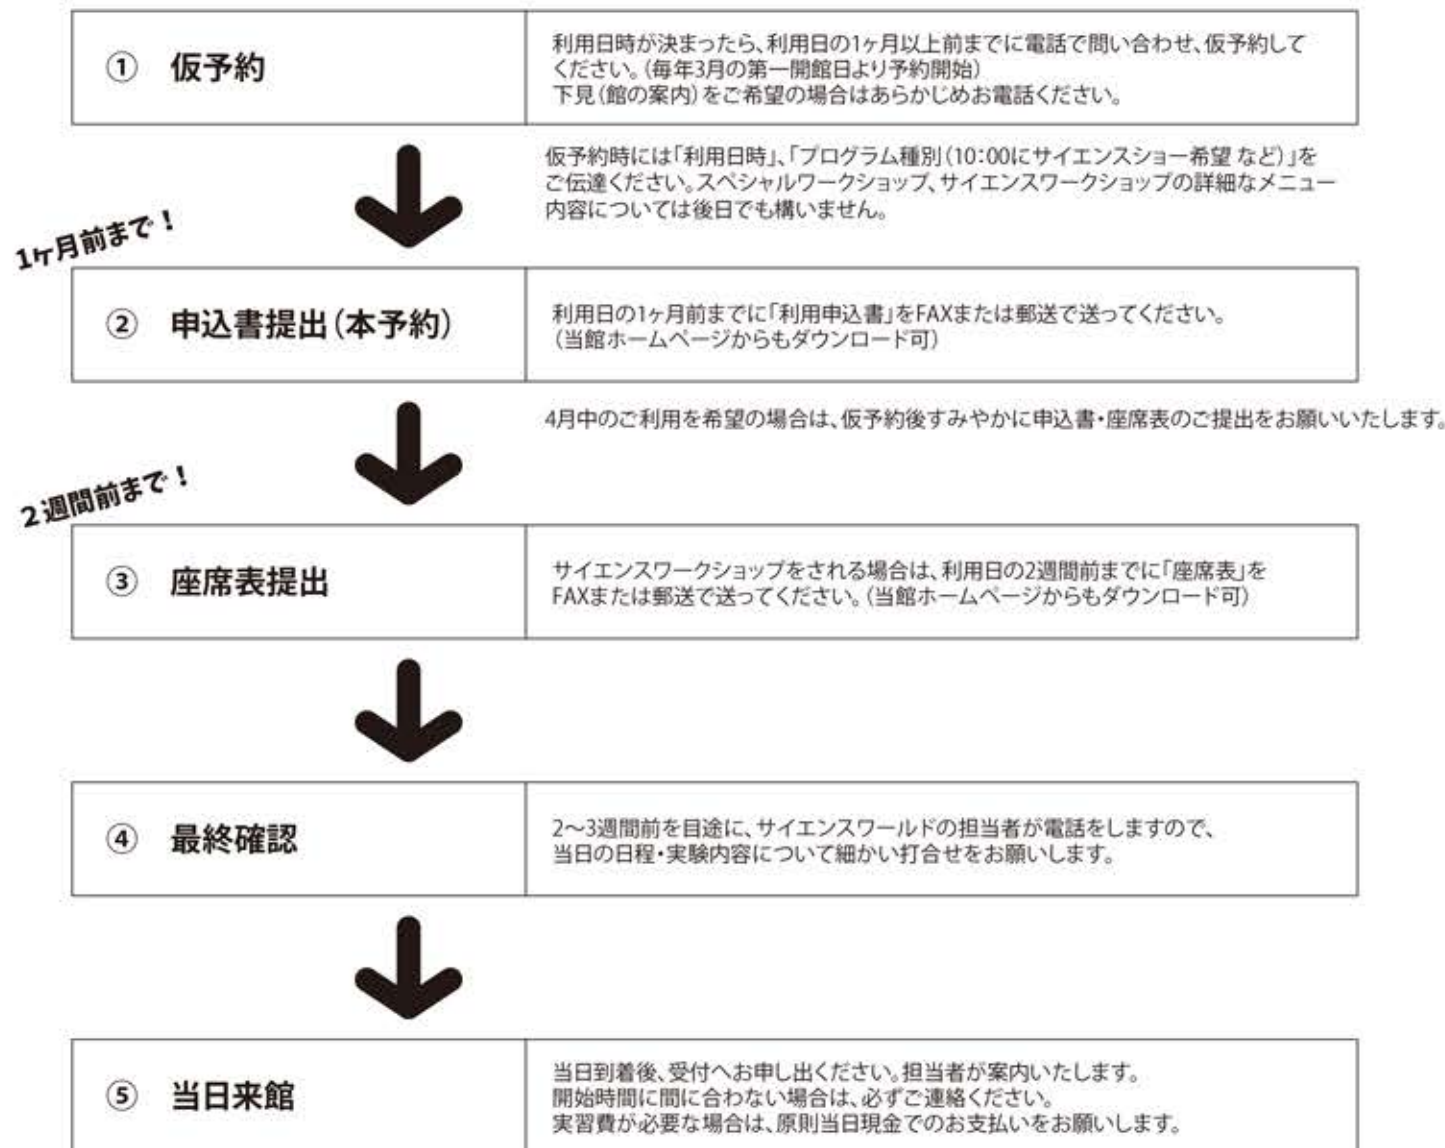 ① 仮予約
利用日時が決まったら、利用日の1ヶ月以上前までに電話で問い合わせ、仮予約して
ください。(毎年3月の第一開館日より予約開始)
下見(館の案内)をご希望の場合はあらかじめお電話ください。
仮予約時には「利用日時」、「プログラム種別(10:00にサイエンスショー希望 など)」を
ご伝達ください。スペシャルワークショップ、サイエンスワークショップの詳細なメニュー
内容については後日でも構いません。
1ヶ月前まで!
② 申込書提出(本予約)
利用日の1ヶ月前までに「利用申込書」をFAXまたは郵送で送ってください。
(当館ホームページからもダウンロード可)
4月中のご利用を希望の場合は、仮予約後すみやかに申込書・座席表のご提出をお願いいたします。
2週間前まで!
③ 座席表提出
サイエンスワークショップをされる場合は、利用日の2週間前までに「座席表」を
FAXまたは郵送で送ってください。(当館ホームページからもダウンロード可)
④ 最終確認
2〜3週間前を目途に、サイエンスワールドの担当者が電話をしますので、
当日の日程・実験内容について細かい打合せをお願いします。
⑤ 当日来館
当日到着後、受付へお申し出ください。担当者が案内いたします。
開始時間に間に合わない場合は、必ずご連絡ください。
実習費が必要な場合は、原則当日現金でのお支払いをお願いします。